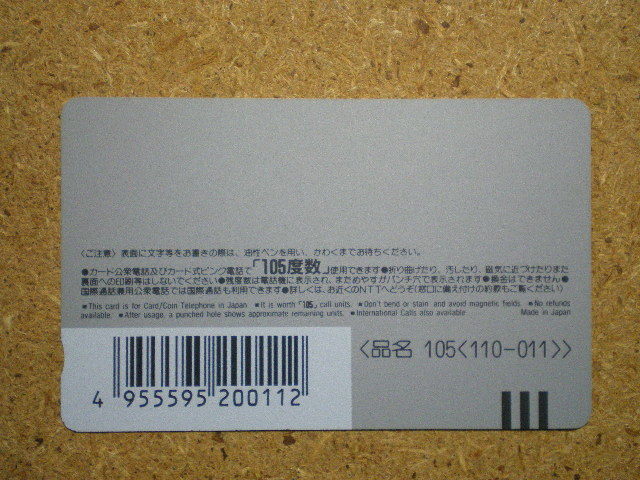 〈ご注意〉表面に文字等をお書きの際は、油性ペンを用い、かわくまでお待ちください。
●カード公衆電話及びカード式ピンク電話で「105度数」使用できます●折り曲げたり、汚したり、磁気に近づけたりまた
裏面への印刷等はしないでください●残度数は電話機に表示され、まためやすがパンチ穴で表示されます●換金はできません●
国際通話兼用公衆電話では国際通話も利用できます●詳しくは、お近くのNTTへどうぞ(窓口に備え付けの約款もご覧ください)
●This card is for Card/Coin Telephone in Japan. ●It is worth "105" call units. ●Don't bend or stain and avoid magnetic fields. ●No refunds
available. ●After usage, a punched hole shows approximate remaining units. ●International Calls also available. Made in Japan
〈品名 105〈110-011〉〉
4 955595 200112